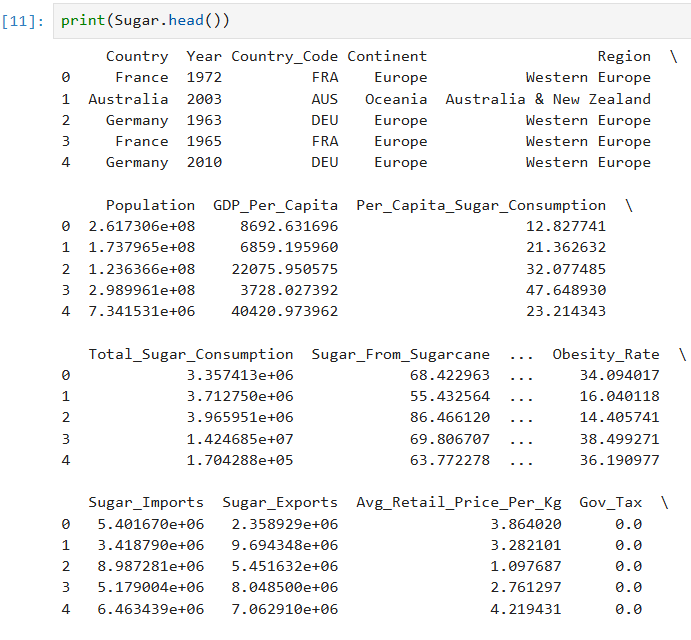 [11]: print(Sugar.head())
Country Year Country_Code Continent Region \
0 France 1972 FRA Europe Western Europe
1 Australia 2003 AUS Oceania Australia & New Zealand
2 Germany 1963 DEU Europe Western Europe
3 France 1965 FRA Europe Western Europe
4 Germany 2010 DEU Europe Western Europe
Population GDP_Per_Capita Per_Capita_Sugar_Consumption \
0 2.617306e+08 8692.631696 12.827741
1 1.737965e+08 6859.195960 21.362632
2 1.236366e+08 22075.950575 32.077485
3 2.989961e+08 3728.027392 47.648930
4 7.341531e+06 40420.973962 23.214343
Total_Sugar_Consumption Sugar_From_Sugarcane ... Obesity_Rate \
0 3.357413e+06 68.422963 ... 34.094017
1 3.712750e+06 55.432564 ... 16.040118
2 3.965951e+06 86.466120 ... 14.405741
3 1.424685e+07 69.806707 ... 38.499271
4 1.704288e+05 63.772278 ... 36.190977
Sugar_Imports Sugar_Exports Avg_Retail_Price_Per_Kg Gov_Tax \
0 5.401670e+06 2.358929e+06 3.864020 0.0
1 3.418790e+06 9.694348e+06 3.282101 0.0
2 8.987281e+06 5.451632e+06 1.097687 0.0
3 5.179004e+06 8.048500e+06 2.761297 0.0
4 6.463439e+06 7.062910e+06 4.219431 0.0